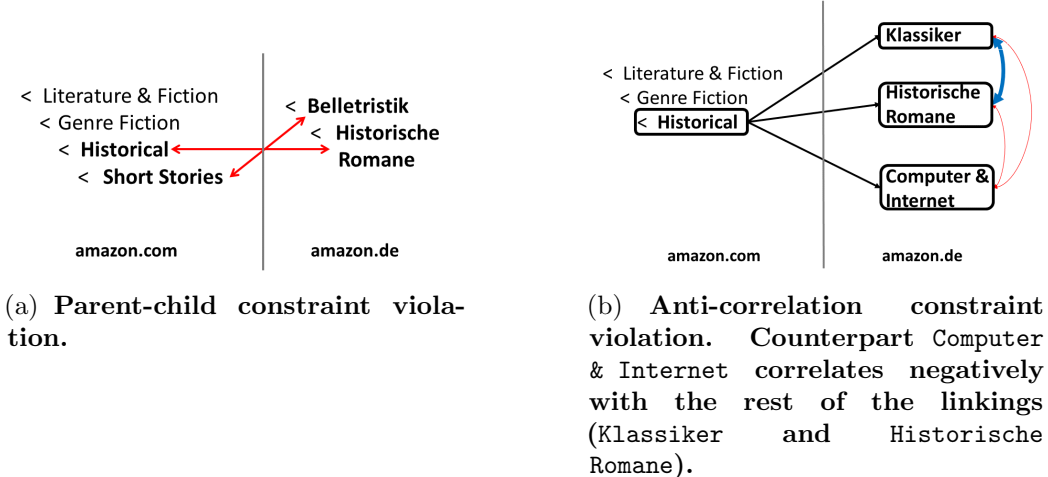 < Literature & Fiction
< Genre Fiction
< Historical
< Short Stories
< Belletristik
< Historische
Romane
amazon.com
amazon.de
(a) Parent-child constraint viola-
tion.
< Literature & Fiction
< Genre Fiction
< Historical
Klassiker
Historische
Romane
Computer &
Internet
amazon.com
amazon.de
(b) Anti-correlation constraint
violation. Counterpart Computer
& Internet correlates negatively
with the rest of the linkings
(Klassiker and Historische
Romane).